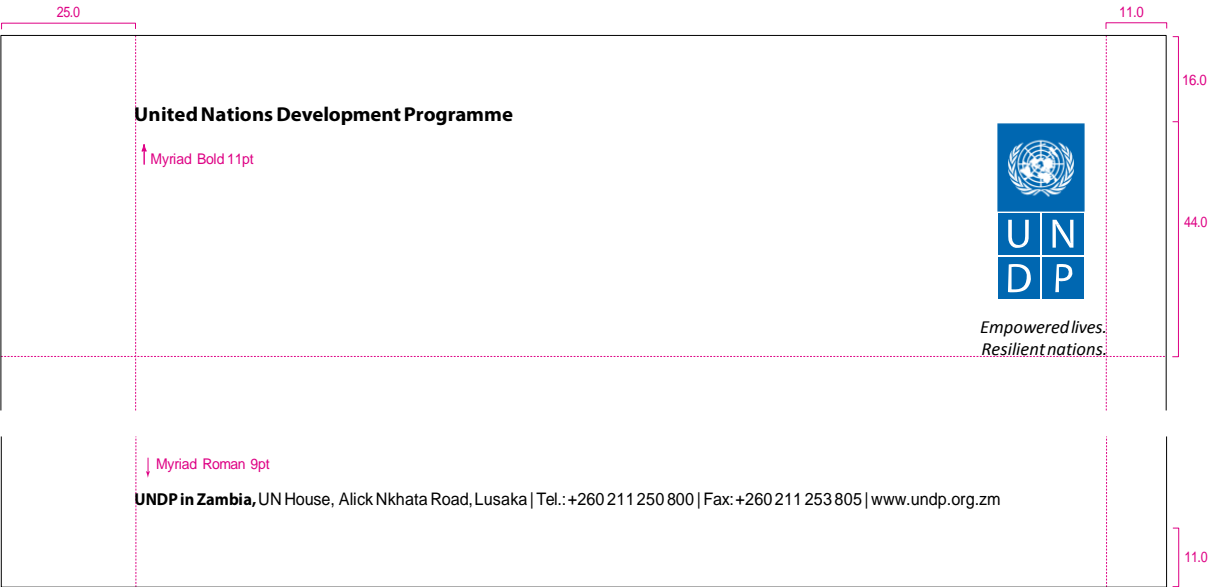 25.0
11.0
16.0
United Nations Development Programme
Myriad Bold 11pt
44.0
U N
D P
Empowered lives.
Resilient nations.
Myriad Roman 9pt
UNDP in Zambia, UN House, Alick Nkhata Road, Lusaka | Tel.: +260 211 250 800 | Fax: +260 211 253 805 | www.undp.org.zm
11.0